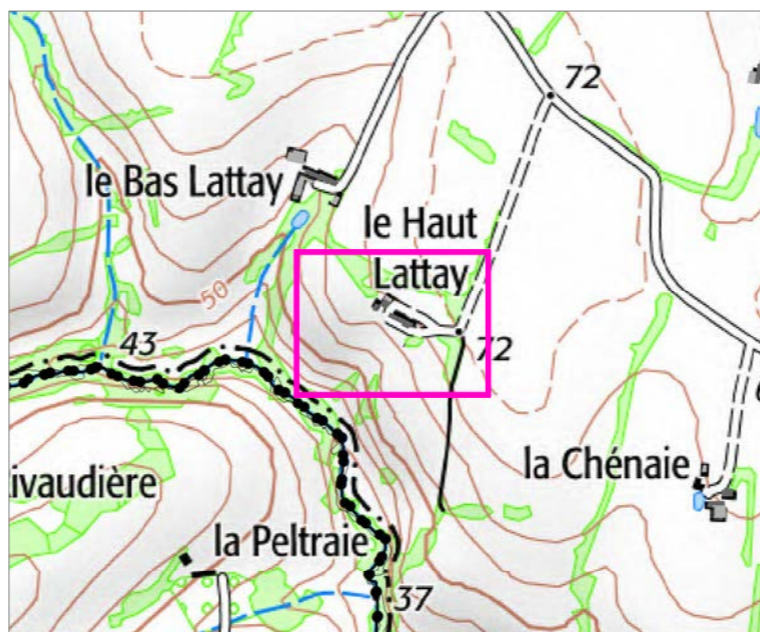 72
le Bas Lattay
le Haut
Lattay
50
43
72
la Chénaie
ivaudière
la Peltraie
37